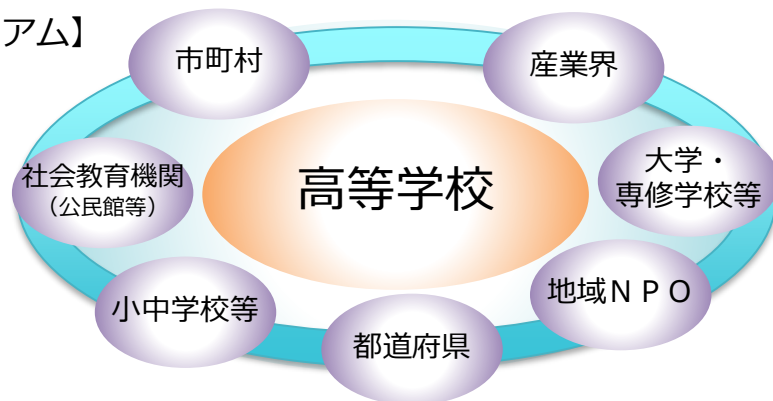 アム】
市町村
産業界
社会教育機関
（公民館等）
高等学校
大学・
専修学校等
小中学校等
地域ＮＰＯ
都道府県